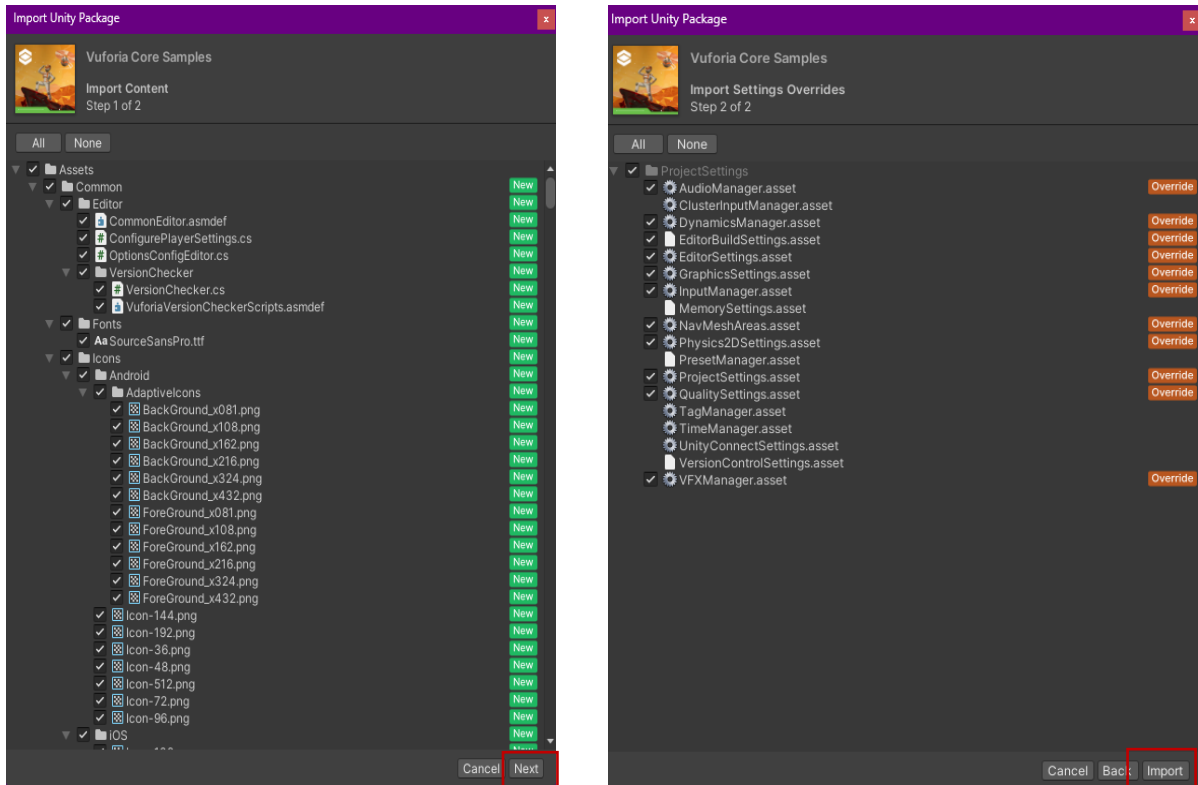 Import Unity Package
x
Vuforia Core Samples
Import Content
Step 1 of 2
All None
Assets
Common New
Editor New
CommonEditor.asmdef New
ConfigurePlayerSettings.cs New
OptionsConfigEditor.cs New
VersionChecker New
VersionChecker.cs New
VuforiaVersionCheckerScripts.asmdef New
Fonts New
Aa SourceSansPro.ttf New
Icons New
Android New
AdaptiveIcons New
BackGround_x081.png New
BackGround_x108.png New
BackGround_x162.png New
BackGround_x216.png New
BackGround_x324.png New
BackGround_x432.png New
ForeGround_x081.png New
ForeGround_x108.png New
ForeGround_x162.png New
ForeGround_x216.png New
ForeGround_x324.png New
ForeGround_x432.png New
Icon-144.png New
Icon-192.png New
Icon-36.png New
Icon-48.png New
Icon-512.png New
Icon-72.png New
Icon-96.png New
iOS New
Cancel Next
Import Unity Package
x
Vuforia Core Samples
Import Settings Overrides
Step 2 of 2
All None
ProjectSettings
AudioManager.asset Override
ClusterInputManager.asset
DynamicsManager.asset Override
EditorBuildSettings.asset Override
EditorSettings.asset Override
GraphicsSettings.asset Override
InputManager.asset Override
MemorySettings.asset
NavMeshAreas.asset Override
Physics2DSettings.asset Override
PresetManager.asset
ProjectSettings.asset Override
QualitySettings.asset Override
TagManager.asset
TimeManager.asset
UnityConnectSettings.asset
VersionControlSettings.asset
VFXManager.asset Override
Cancel Back Import